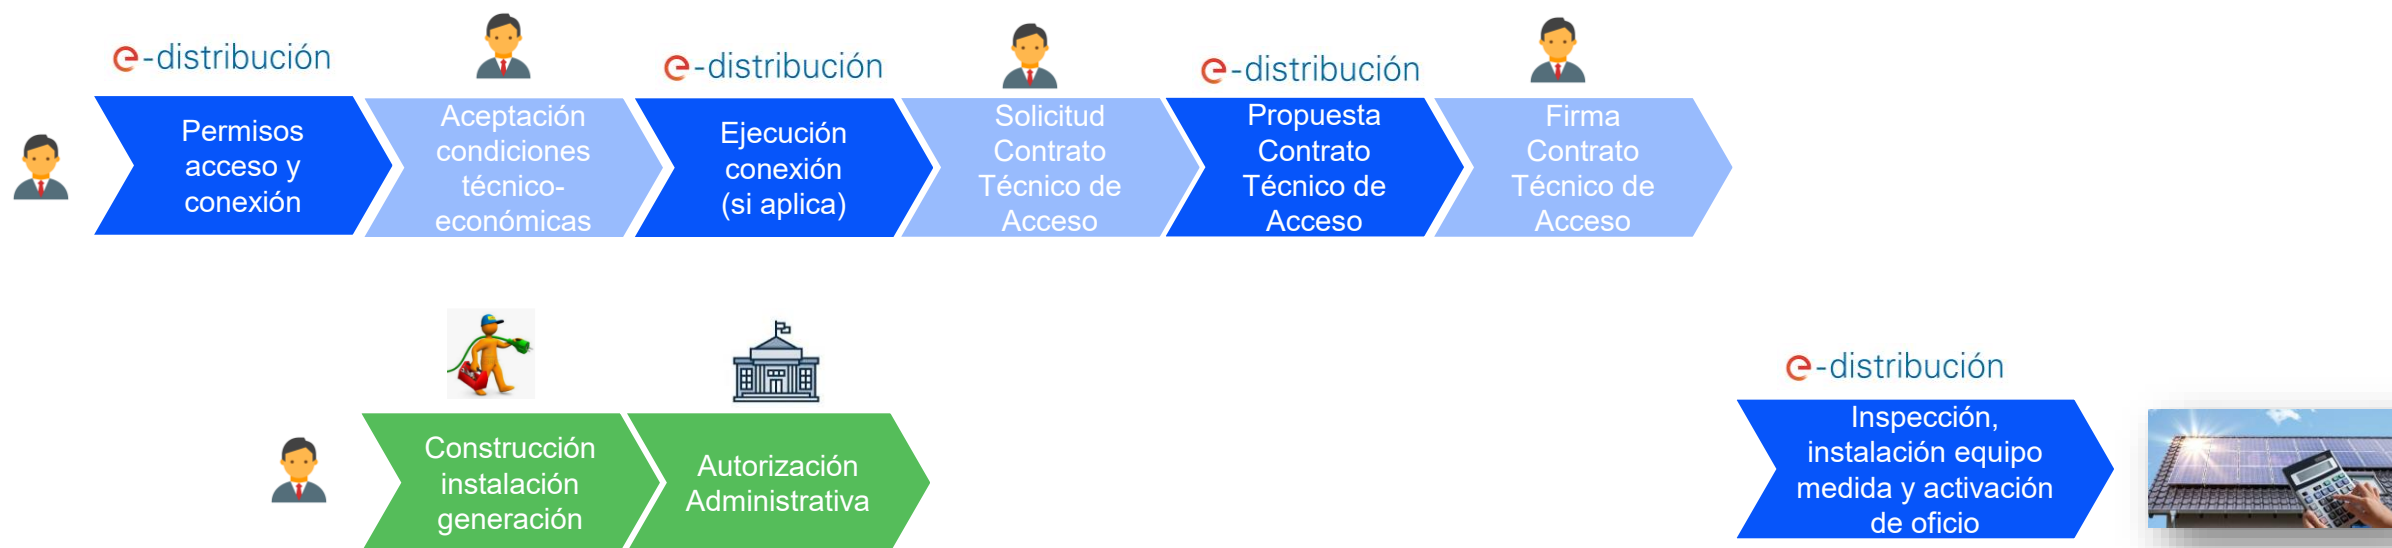 e-distribución
e-distribución
e-distribución
Permisos
acceso y
conexión
Aceptación
condiciones
técnico-
económicas
Ejecución
conexión
(si aplica)
Solicitud
Contrato
Técnico de
Acceso
Propuesta
Contrato
Técnico de
Acceso
Firma
Contrato
Técnico de
Acceso
Construcción
instalación
generación
Autorización
Administrativa
e-distribución
Inspección,
instalación equipo
medida y activación
de oficio